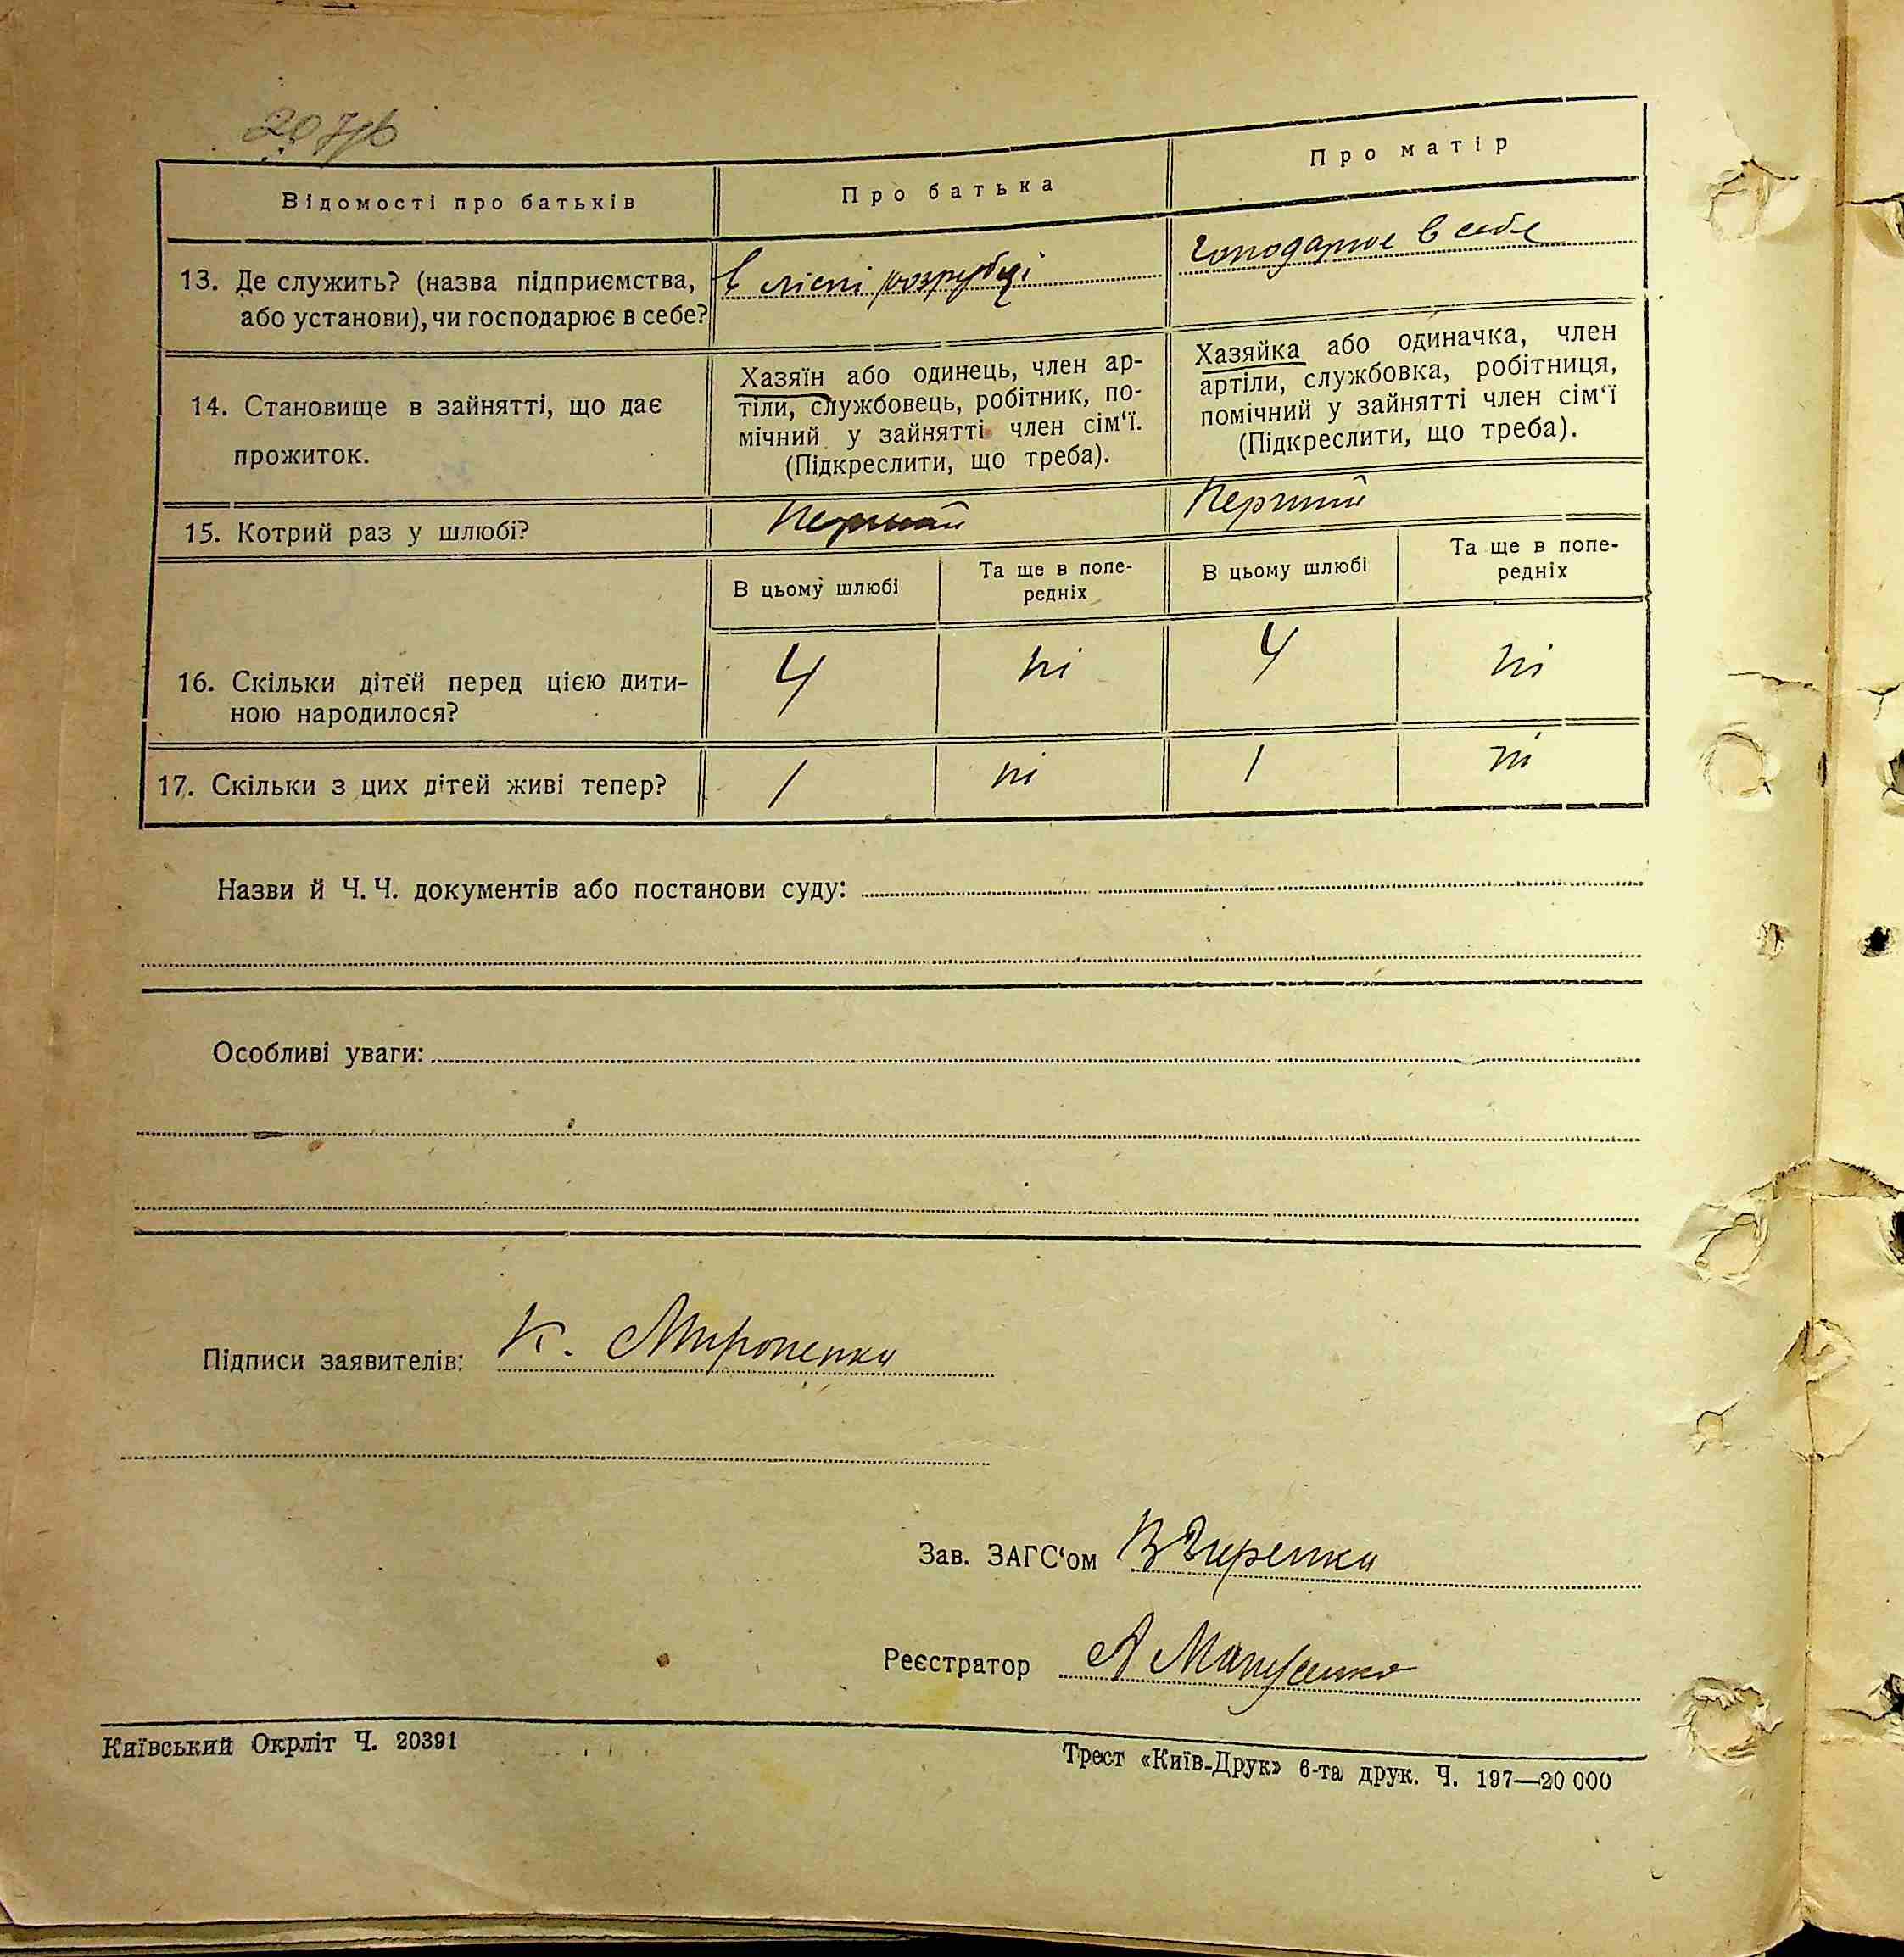 Відомості про батьків
Про батька
Про матір
13. Де служить? (назва підприємства,
або установи), чи господарює в себе?
в лісні розрубці
господарює в себе
14. Становище в зайнятті, що дає
прожиток.
Хазяїн або одинець, член ар-
тіли, службовець, робітник, по-
мічний у зайнятті член сім‘ї.
(Підкреслити, що треба).
Хазяйка або одиначка, член
артіли, службовка, робітниця,
помічний у зайнятті член сім‘ї
(Підкреслити, що треба).
15. Котрий раз у шлюбі?
Перший
Перший
В цьому шлюбі
Та ще в попе-
редніх
В цьому шлюбі
Та ще в попе-
редніх
16. Скільки дітей перед цією дити-
ною народилося?
4
ні
4
ні
17. Скільки з цих дітей живі тепер?
1
ні
1
ні
Назви й Ч. Ч. документів або постанови суду:
Особливі уваги:
Підписи заявителів: К. Мироненко
Зав. ЗАГС‘ом
Реєстратор
Київський Окрліт Ч. 20391
Трест «Київ-Друк» 6-та друк. Ч. 197—20 000